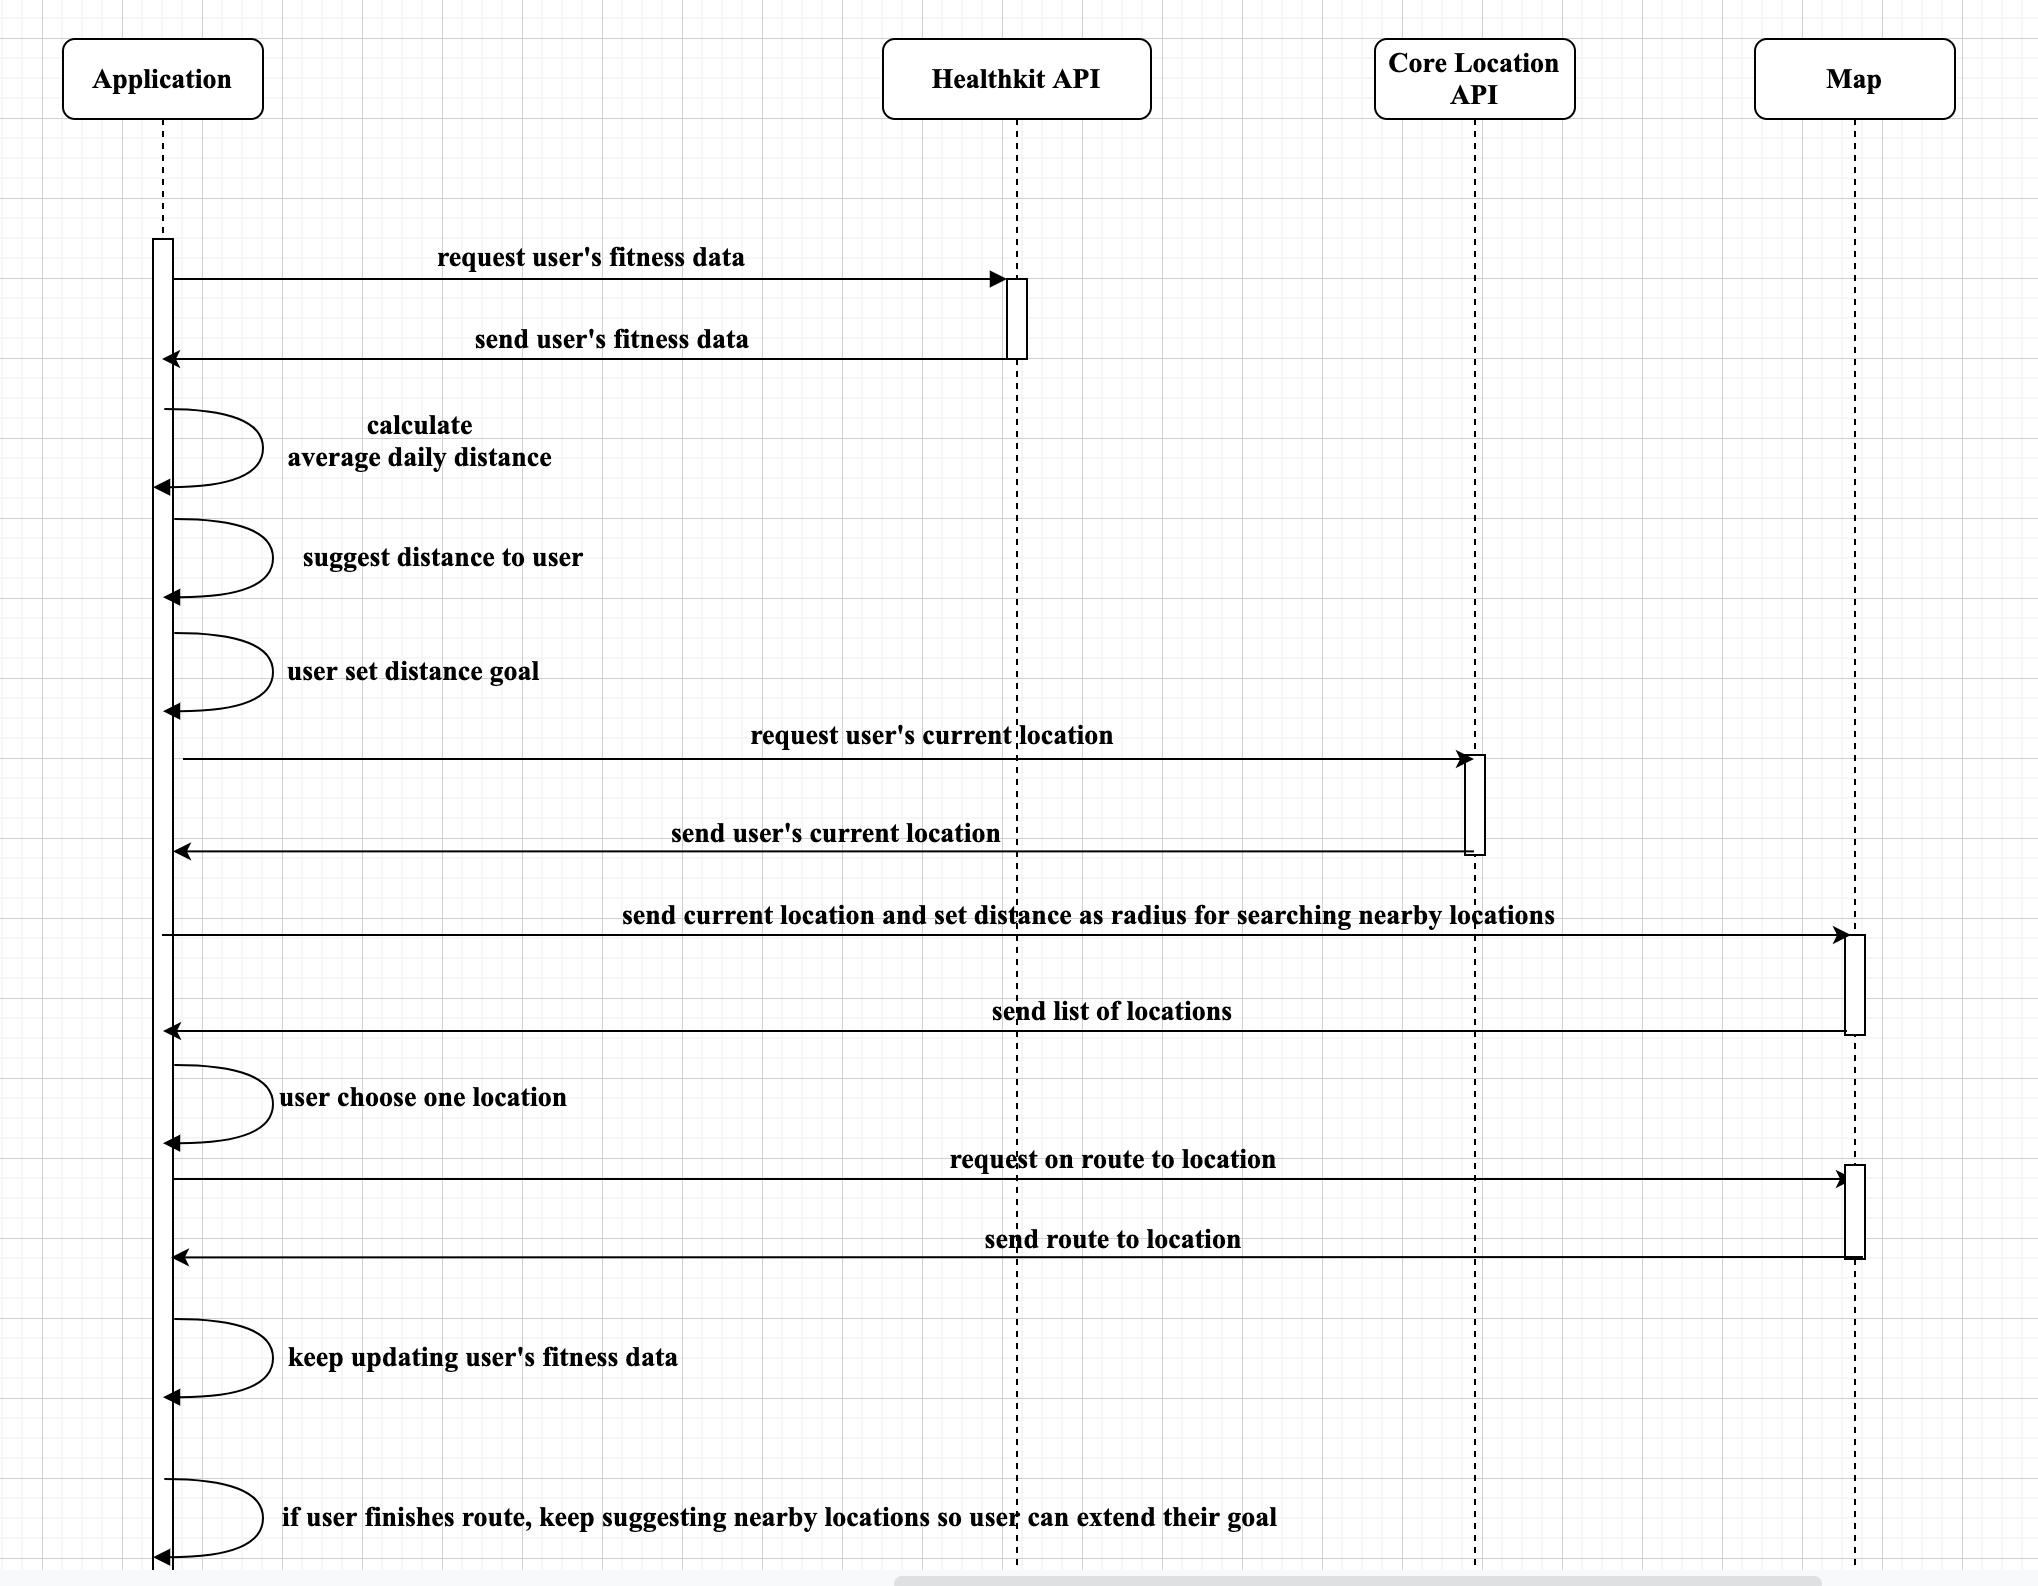 Application
Healthkit API
Core Location
API
Map
request user's fitness data
send user's fitness data
calculate
average daily distance
suggest distance to user
user set distance goal
request user's current location
send user's current location
send current location and set distance as radius for searching nearby locations
send list of locations
user choose one location
request on route to location
send route to location
keep updating user's fitness data
if user finishes route, keep suggesting nearby locations so user can extend their goal